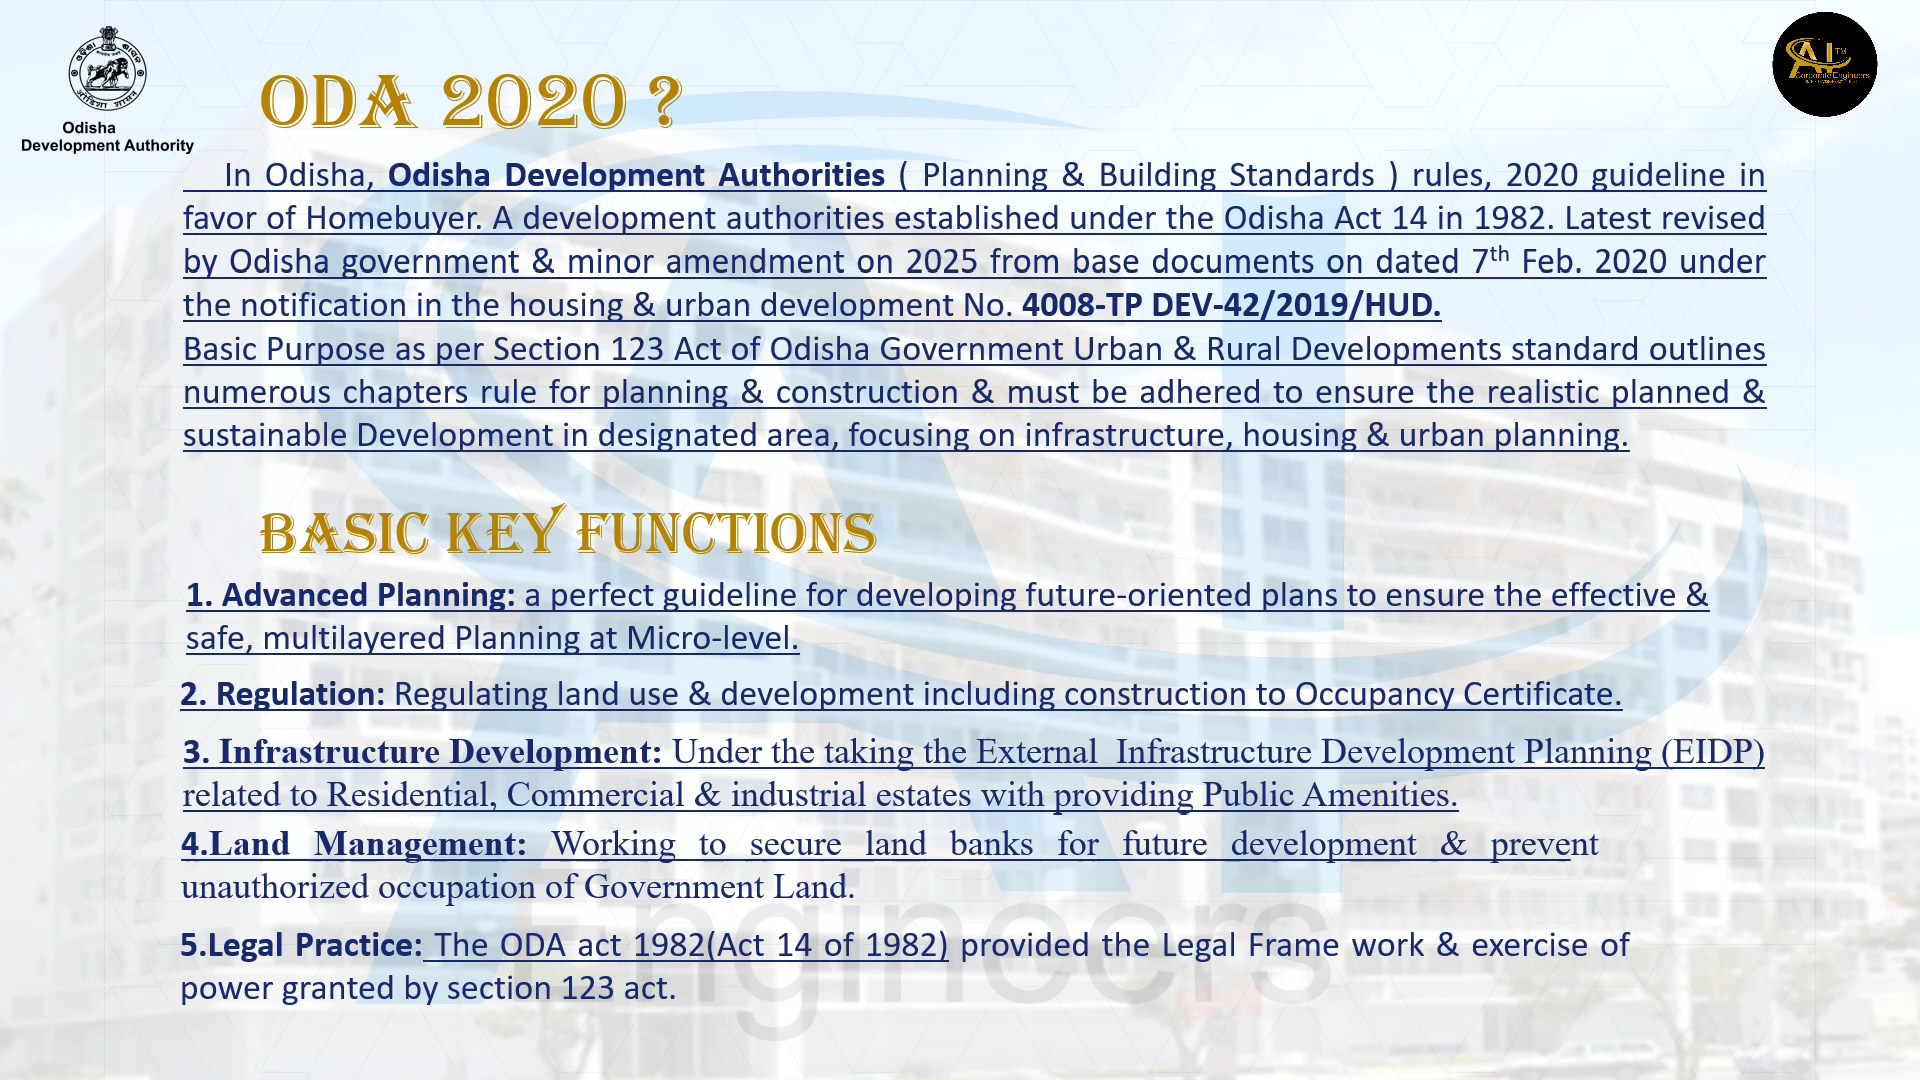 Odisha
Development Authority
ODA 2020 ?
In Odisha, Odisha Development Authorities ( Planning & Building Standards ) rules, 2020 guideline in
favor of Homebuyer. A development authorities established under the Odisha Act 14 in 1982. Latest revised
by Odisha government & minor amendment on 2025 from base documents on dated 7th Feb. 2020 under
the notification in the housing & urban development No. 4008-TP DEV-42/2019/HUD.
Basic Purpose as per Section 123 Act of Odisha Government Urban & Rural Developments standard outlines
numerous chapters rule for planning & construction & must be adhered to ensure the realistic planned &
sustainable Development in designated area, focusing on infrastructure, housing & urban planning.
BASIC KEY FUNCTIONS
1. Advanced Planning: a perfect guideline for developing future-oriented plans to ensure the effective &
safe, multilayered Planning at Micro-level.
2. Regulation: Regulating land use & development including construction to Occupancy Certificate.
3. Infrastructure Development: Under the taking the External Infrastructure Development Planning (EIDP)
related to Residential, Commercial & industrial estates with providing Public Amenities.
4.Land Management: Working to secure land banks for future development & prevent
unauthorized occupation of Government Land.
5.Legal Practice: The ODA act 1982(Act 14 of 1982) provided the Legal Frame work & exercise of
power granted by section 123 act.
AI TM
Corporate Engineers
Engineers